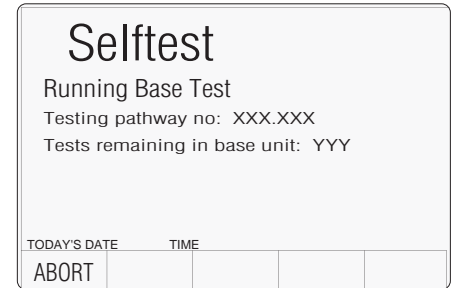 Selftest
Running Base Test
Testing pathway no: XXX.XXX
Tests remaining in base unit: YYY
TODAY'S DATE TIME
ABORT